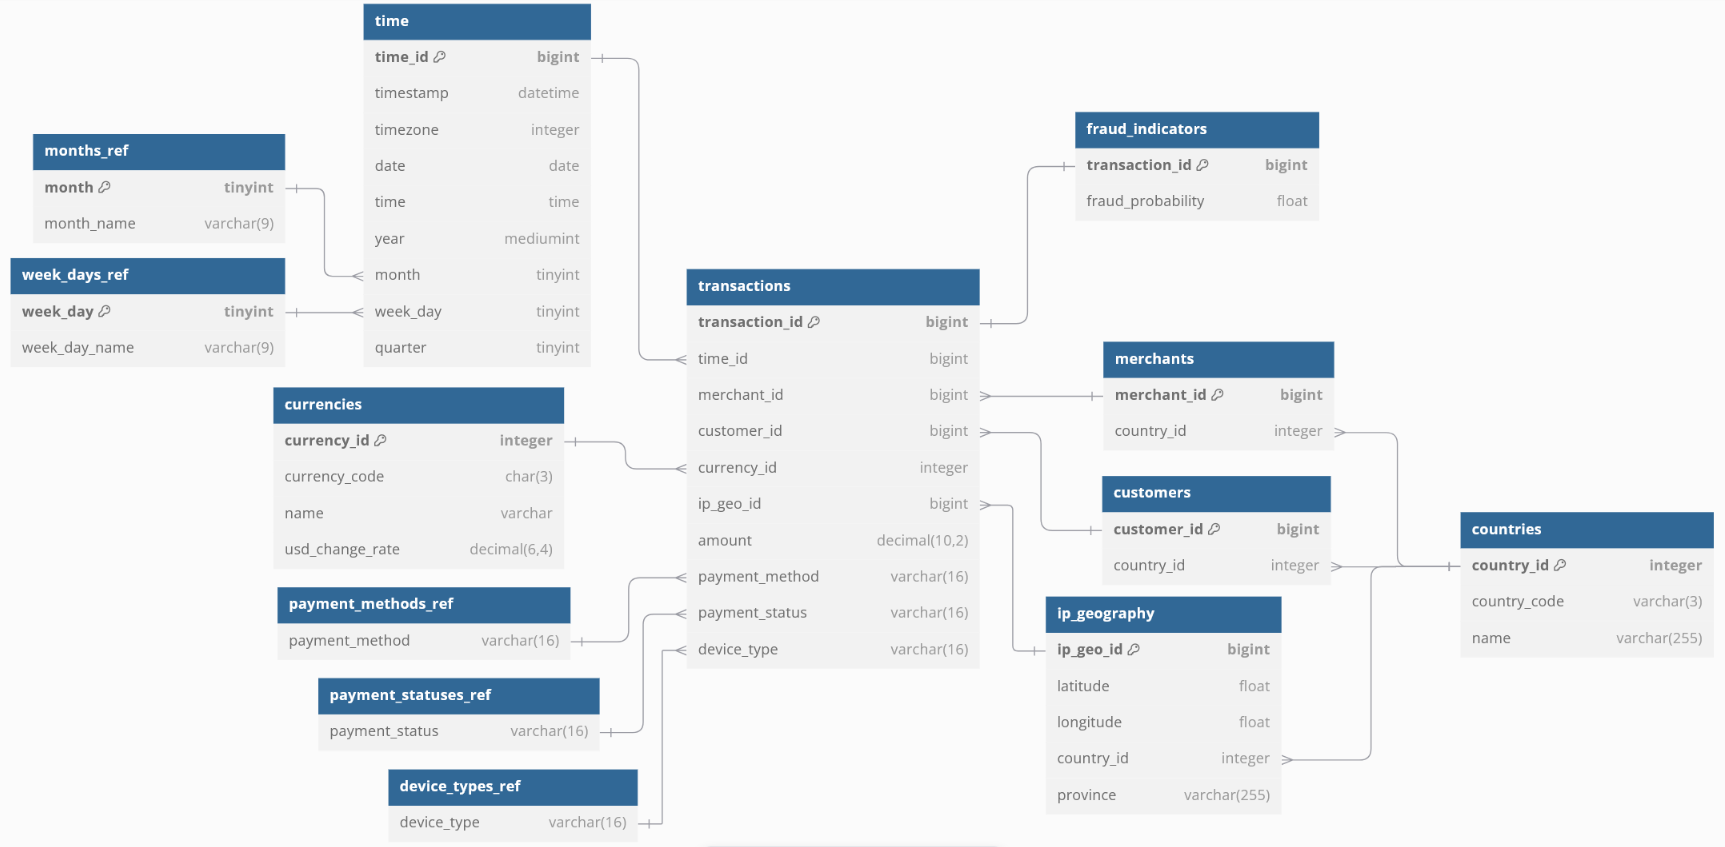 time
time_id bigint
timestamp datetime
timezone integer
date date
time time
year mediumint
month tinyint
week_day tinyint
quarter tinyint
months_ref
month tinyint
month_name varchar(9)
week_days_ref
week_day tinyint
week_day_name varchar(9)
currencies
currency_id integer
currency_code char(3)
name varchar
usd_change_rate decimal(6,4)
payment_methods_ref
payment_method varchar(16)
payment_statuses_ref
payment_status varchar(16)
device_types_ref
device_type varchar(16)
transactions
transaction_id bigint
time_id bigint
merchant_id bigint
customer_id bigint
currency_id integer
ip_geo_id bigint
amount decimal(10,2)
payment_method varchar(16)
payment_status varchar(16)
device_type varchar(16)
fraud_indicators
transaction_id bigint
fraud_probability float
merchants
merchant_id bigint
country_id integer
customers
customer_id bigint
country_id integer
ip_geography
ip_geo_id bigint
latitude float
longitude float
country_id integer
province varchar(255)
countries
country_id integer
country_code varchar(3)
name varchar(255)